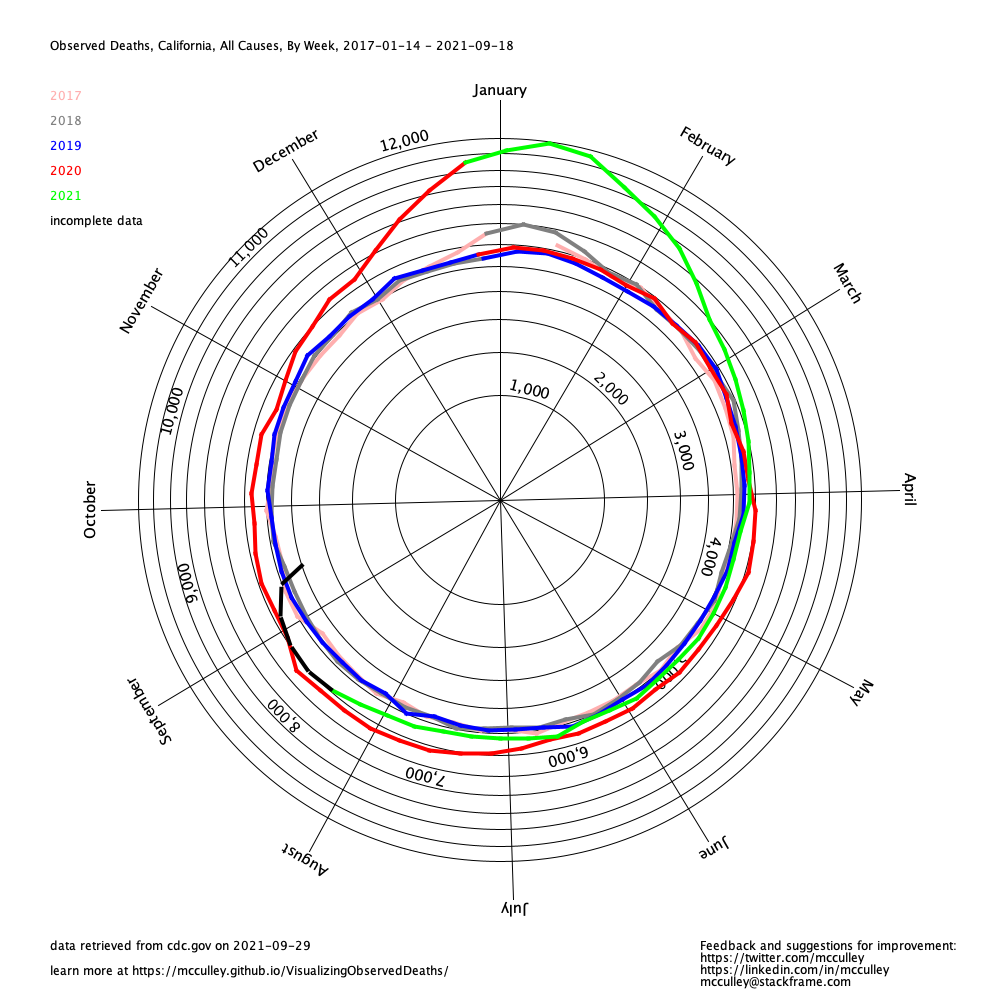 Observed Deaths, California, All Causes, By Week, 2017-01-14 - 2021-09-18
2017
2018
2019
2020
2021
incomplete data
January
February
March
April
May
June
July
August
September
October
November
December
1,000
2,000
3,000
4,000
5,000
6,000
7,000
8,000
9,000
10,000
11,000
12,000
data retrieved from cdc.gov on 2021-09-29
learn more at https://mcculley.github.io/VisualizingObservedDeaths/
Feedback and suggestions for improvement:
https://twitter.com/mcculley
https://linkedin.com/in/mcculley
mcculley@stackframe.com